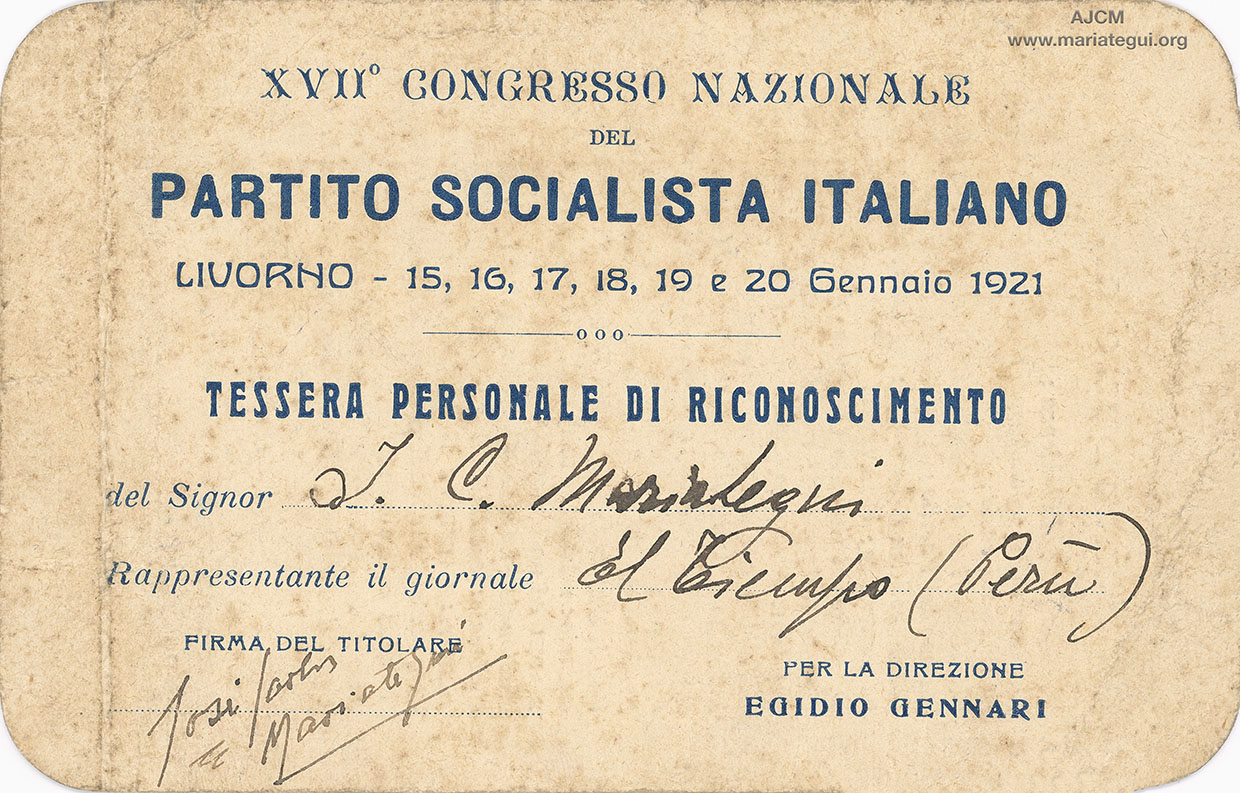 AJCM
www.mariategui.org
XVII° CONGRESSO NAZIONALE
DEL
PARTITO SOCIALISTA ITALIANO
LIVORNO - 15, 16, 17, 18, 19 e 20 Gennaio 1921
TESSERA PERSONALE DI RICONOSCIMENTO
del Signor J. C. Mariategui
Rappresentante il giornale El Tiempo (Perù)
FIRMA DEL TITOLARE
José Carlos
Mariategui
PER LA DIREZIONE
EGIDIO GENNARI